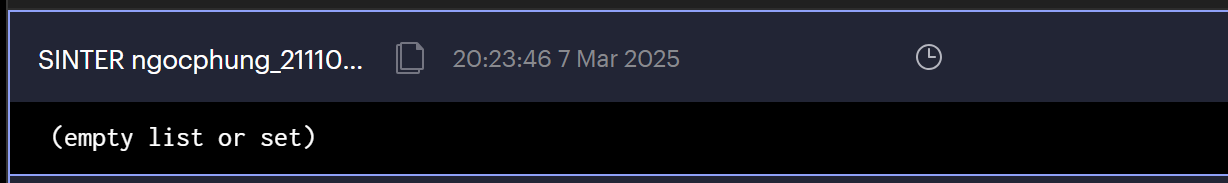 SINTER ngocphung_21110... 20:23:46 7 Mar 2025
(empty list or set)